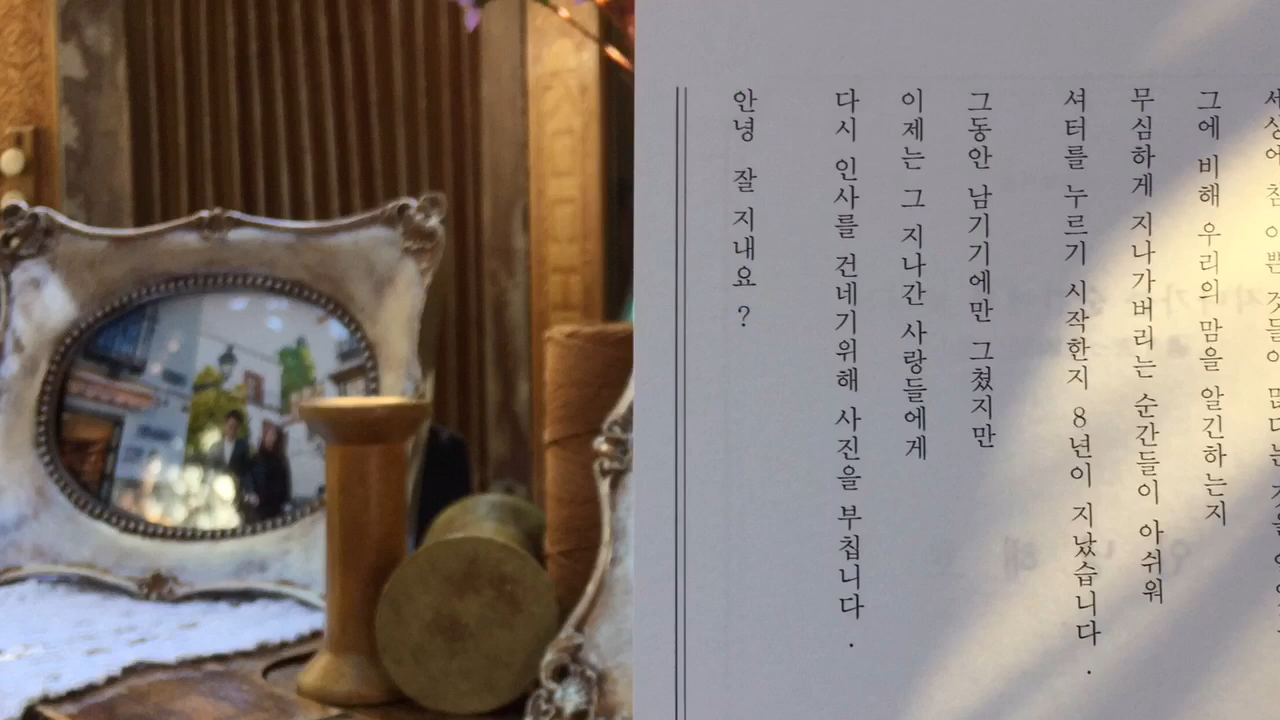 그에 비해 우리의 맘을 알긴하는지
무심하게 지나가버리는 순간들이 아쉬워
셔터를 누르기 시작한지 8년이 지났습니다.
그동안 남기기에만 그쳤지만
이제는 그 지나간 사랑들에게
다시 인사를 건네기위해 사진을 부칩니다.
안녕 잘 지내요?